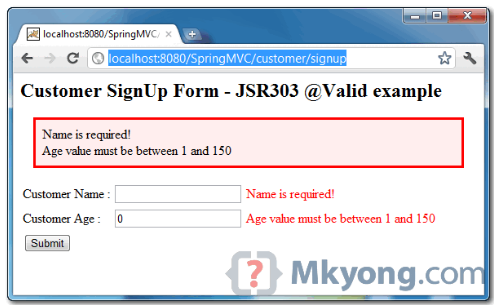 localhost:8080/SpringMVC/c
localhost:8080/SpringMVC/customer/signup
Customer SignUp Form - JSR303 @Valid example
Name is required!
Age value must be between 1 and 150
Customer Name : Name is required!
Customer Age : 0 Age value must be between 1 and 150
Submit
{?} Mkyong.com